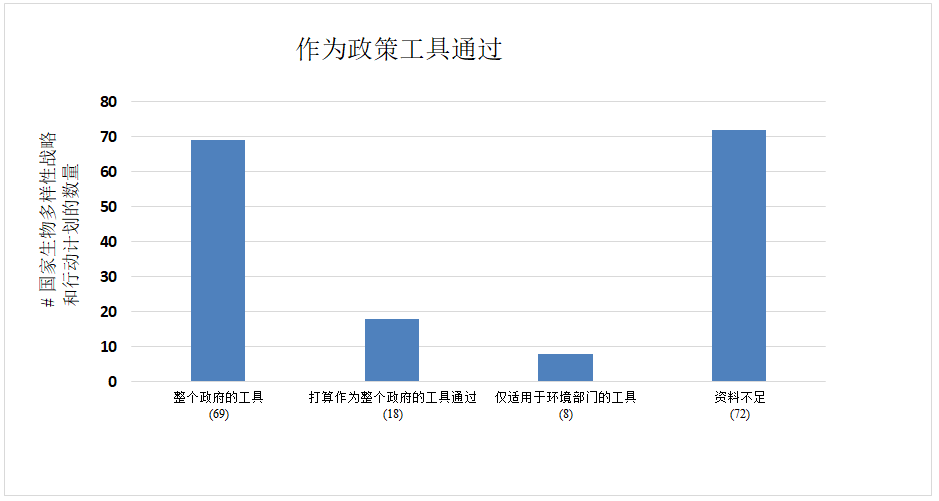 作为政策工具通过
# 国家生物多样性战略
和行动计划的数量
80
70
60
50
40
30
20
10
0
整个政府的工具
(69)
打算作为整个政府的工具通过
(18)
仅适用于环境部门的工具
(8)
资料不足
(72)